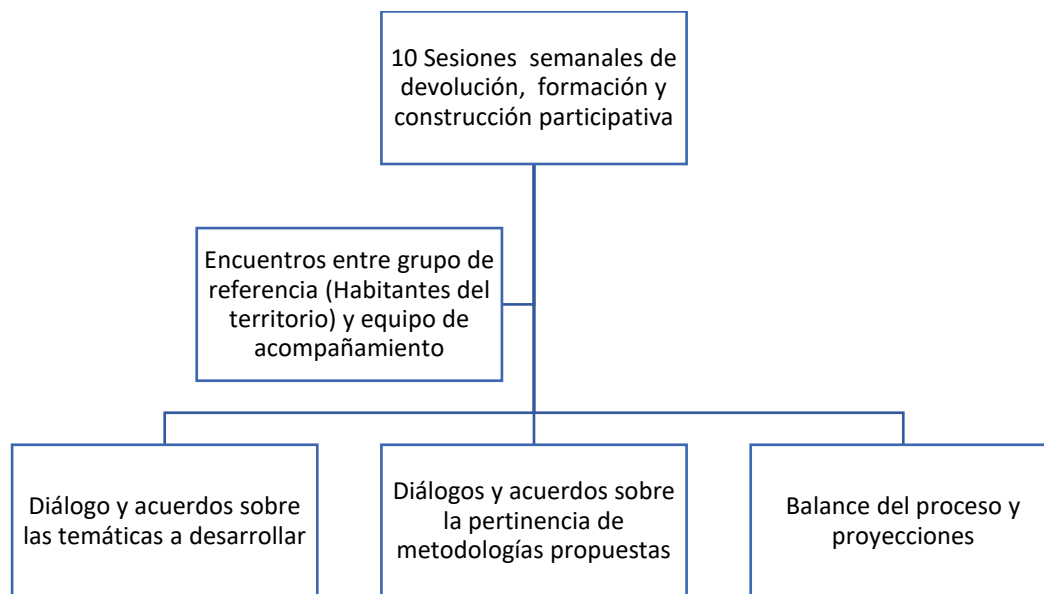 10 Sesiones semanales de
devolución, formación y
construcción participativa
Encuentros entre grupo de
referencia (Habitantes del
territorio) y equipo de
acompañamiento
Diálogo y acuerdos sobre
las temáticas a desarrollar
Diálogos y acuerdos sobre
la pertinencia de
metodologías propuestas
Balance del proceso y
proyecciones